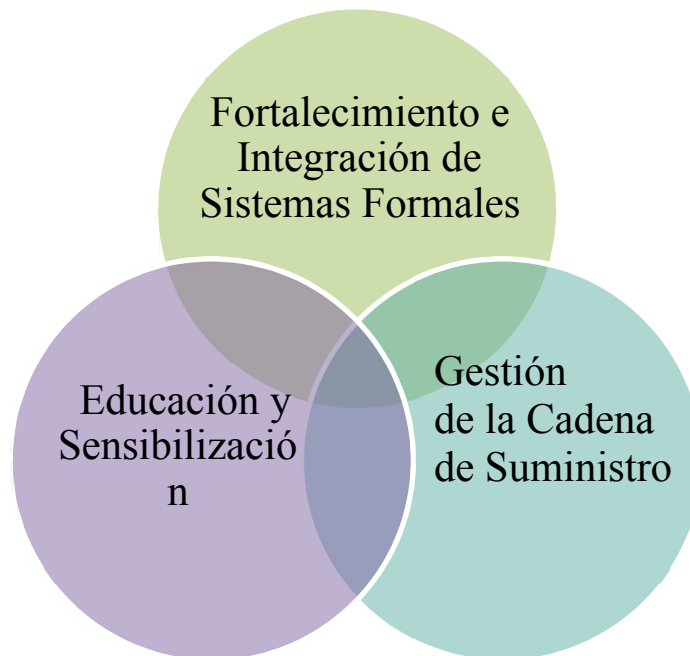 Fortalecimiento e
Integración de
Sistemas Formales
Gestión
de la Cadena
de Suministro
Educación y
Sensibilizació
n